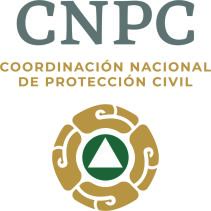 CNPC
COORDINACIÓN NACIONAL
DE PROTECCIÓN CIVIL